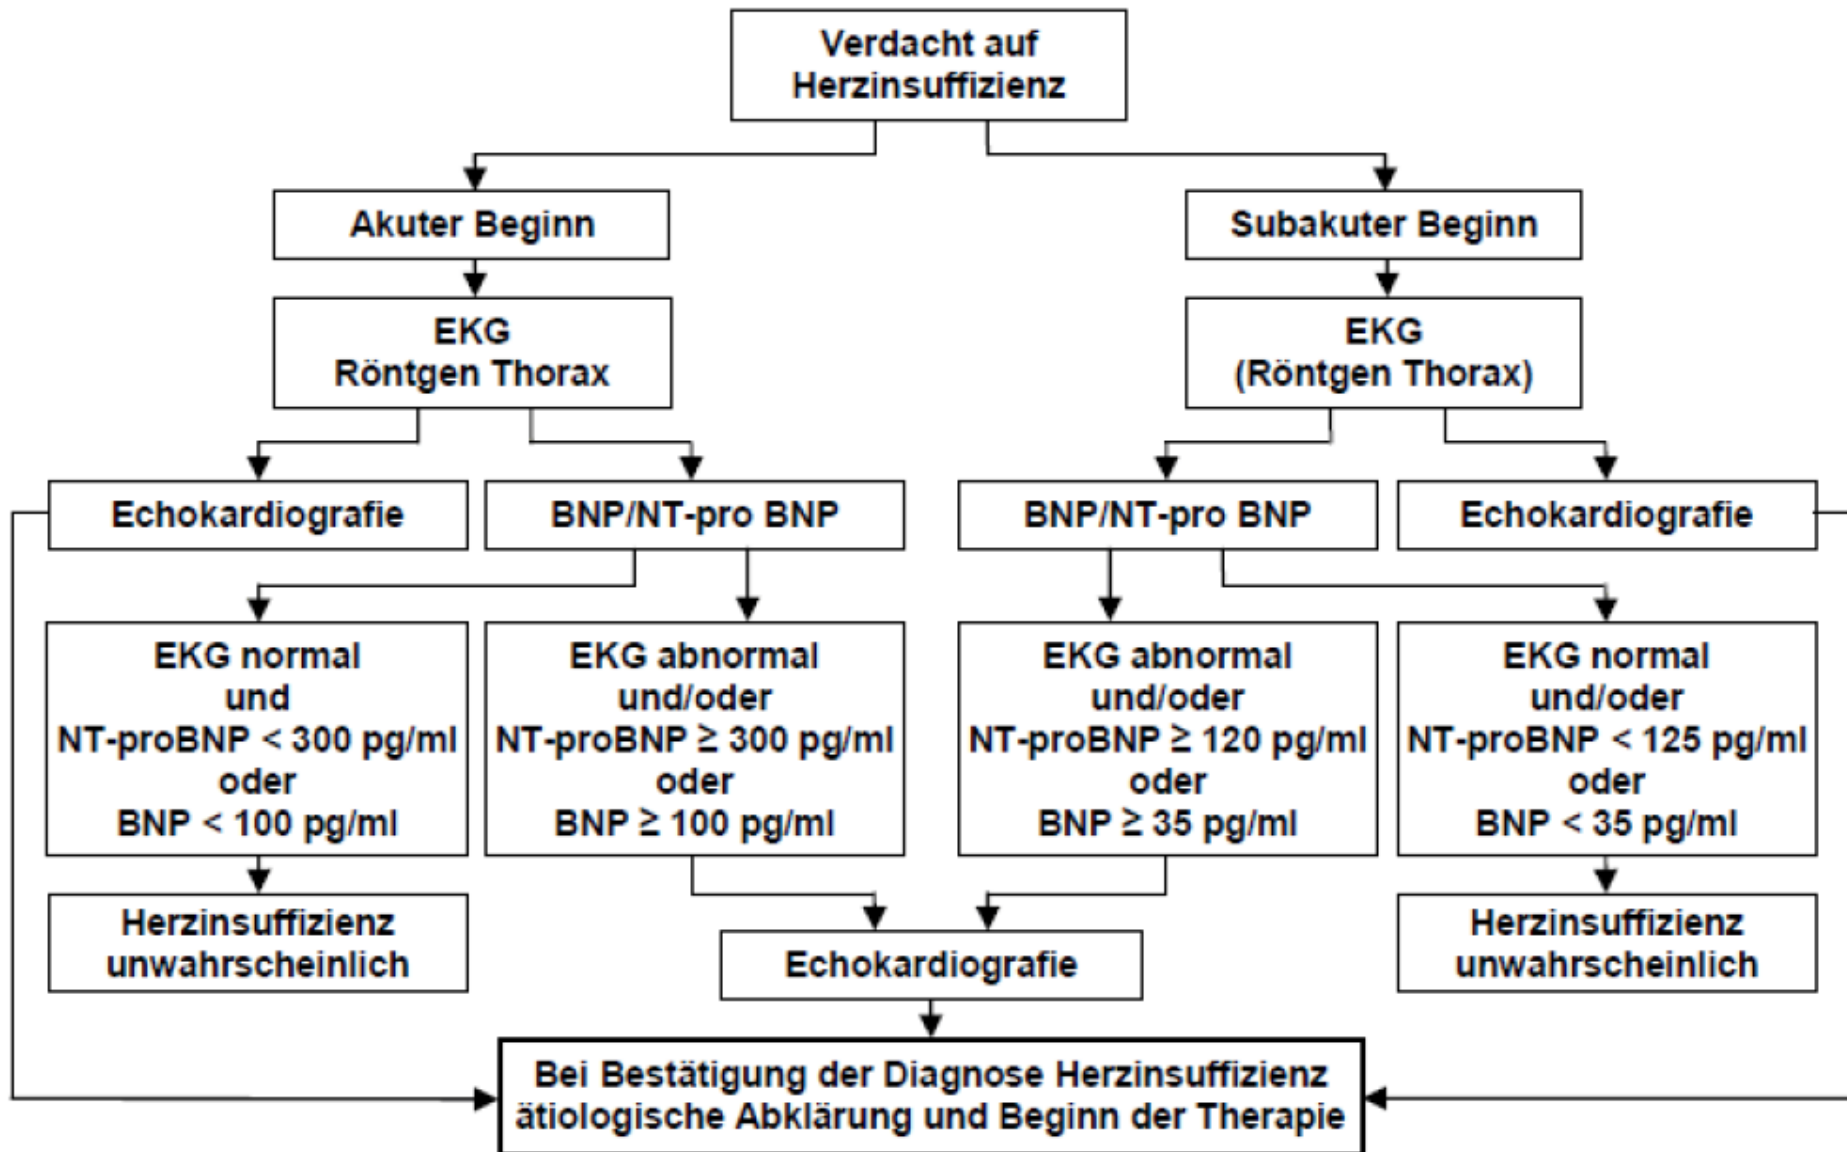 Verdacht auf
Herzinsuffizienz
Akuter Beginn
Subakuter Beginn
EKG
Röntgen Thorax
EKG
(Röntgen Thorax)
Echokardiografie
BNP/NT-pro BNP
BNP/NT-pro BNP
Echokardiografie
EKG normal
und
NT-proBNP < 300 pg/ml
oder
BNP < 100 pg/ml
EKG abnormal
und/oder
NT-proBNP ≥ 300 pg/ml
oder
BNP ≥ 100 pg/ml
EKG abnormal
und/oder
NT-proBNP ≥ 120 pg/ml
oder
BNP ≥ 35 pg/ml
EKG normal
und/oder
NT-proBNP < 125 pg/ml
oder
BNP < 35 pg/ml
Herzinsuffizienz
unwahrscheinlich
Echokardiografie
Herzinsuffizienz
unwahrscheinlich
Bei Bestätigung der Diagnose Herzinsuffizienz
ätiologische Abklärung und Beginn der Therapie